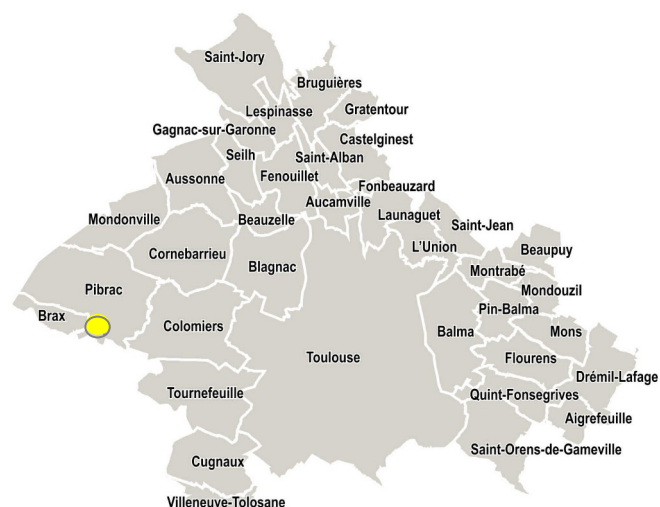 Saint-Jory
Bruguières
Lespinasse
Gratentour
Gagnac-sur-Garonne
Castelginest
Seilh
Saint-Alban
Fenouillet
Aussonne
Fonbeauzard
Aucamville
Launaguet
Mondonville
Beauzelle
Saint-Jean
L'Union
Beaupuy
Cornebarrieu
Blagnac
Montrabé
Pibrac
Mondouzil
Pin-Balma
Brax
Colomiers
Balma
Mons
Toulouse
Flourens
Drémil-Lafage
Tournefeuille
Quint-Fonsegrives
Aigrefeuille
Saint-Orens-de-Gameville
Cugnaux
Villeneuve-Tolosane